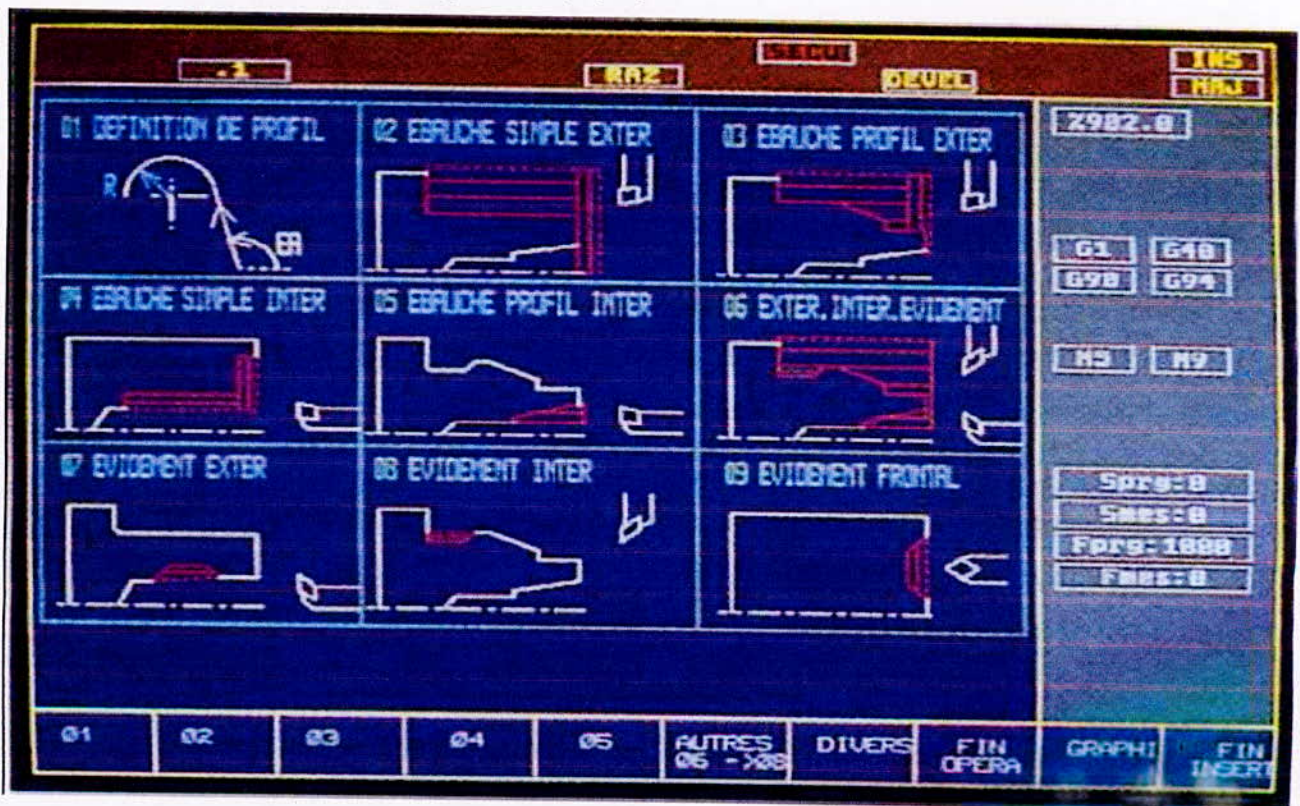 .1
RAZ
SECU
DEVEL
INS
MAJ
01 DEFINITION DE PROFIL
02 EBAUCHE SIMPLE EXTER
03 EBAUCHE PROFIL EXTER
R
EA
04 EBAUCHE SIMPLE INTER
05 EBAUCHE PROFIL INTER
06 EXTER.INTER.EVIDEMENT
07 EVIDEMENT EXTER
08 EVIDEMENT INTER
09 EVIDEMENT FRONTAL
%982.0
G1 G40
G90 G94
M5 M9
Sprg:0
Smes:0
Fprg:1000
Fmes:0
01
02
03
04
05
AUTRES
06 ->08
DIVERS
FIN
OPERA
GRAPHI
FIN
INSERT